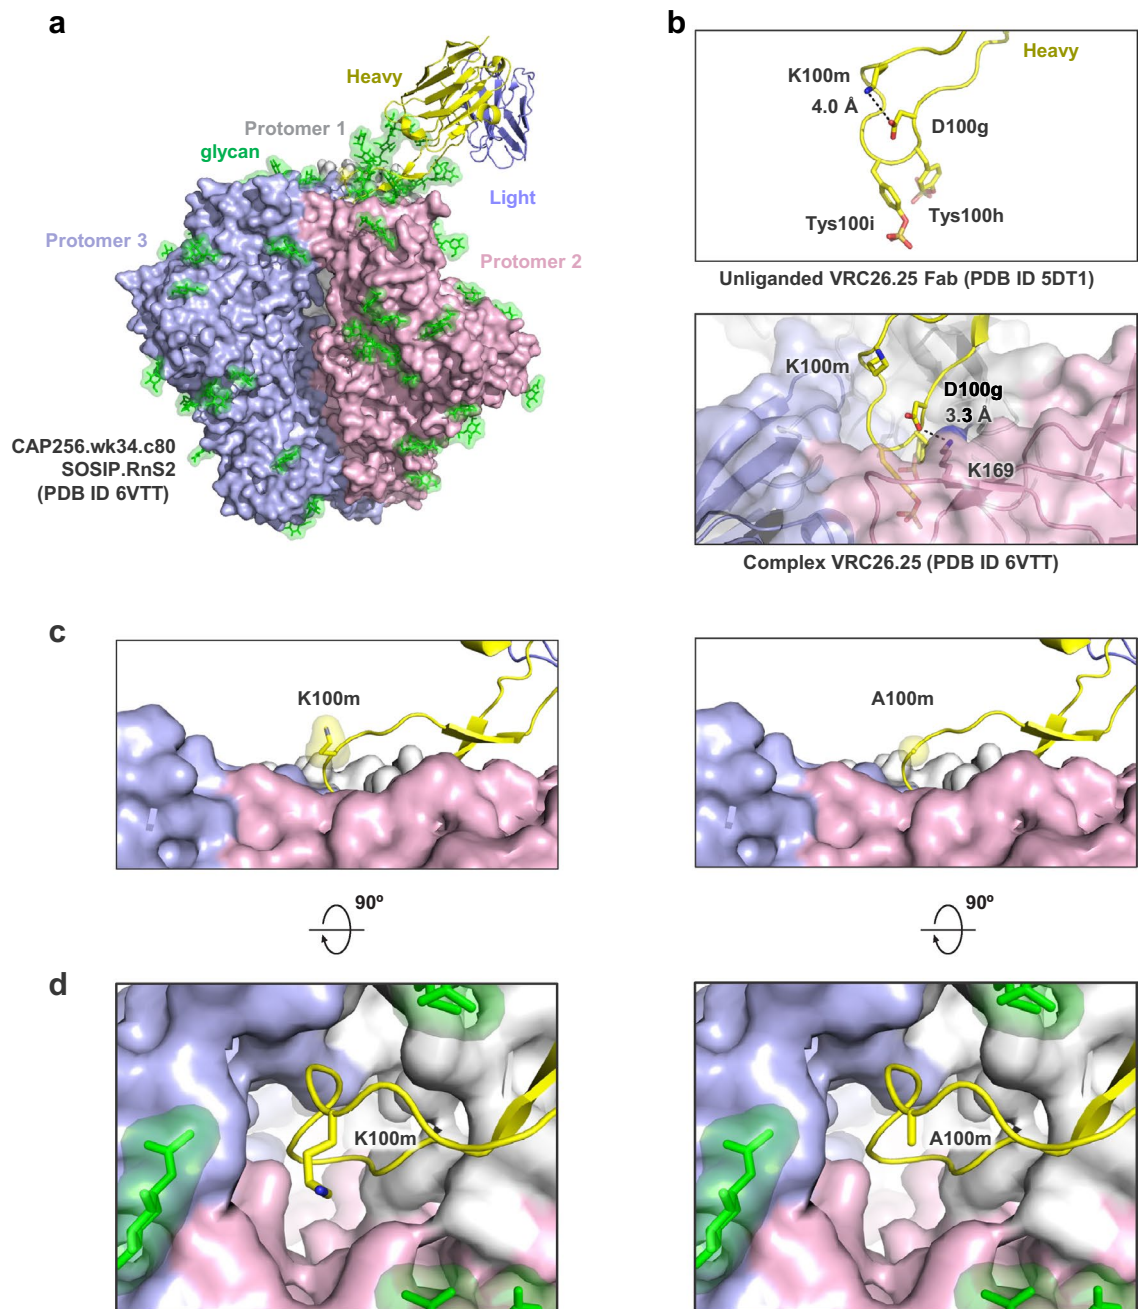 a
Heavy
Protomer 1
glycan
Light
Protomer 3
Protomer 2
CAP256.wk34.c80
SOSIP.RnS2
(PDB ID 6VTT)
b
Heavy
K100m
4.0 Å
D100g
Tys100h
Tys100i
Unliganded VRC26.25 Fab (PDB ID 5DT1)
K100m
D100g
3.3 Å
K169
Complex VRC26.25 (PDB ID 6VTT)
c
K100m
A100m
90º
90º
d
K100m
A100m